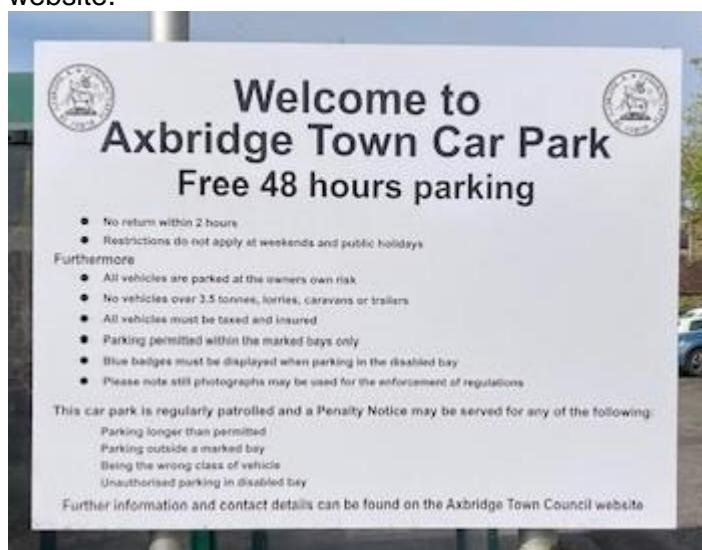 website.
Welcome to
Axbridge Town Car Park
Free 48 hours parking
No return within 2 hours
Restrictions do not apply at weekends and public holidays
Furthermore
All vehicles are parked at the owners own risk
No vehicles over 3.5 tonnes, lorries, caravans or trailers
All vehicles must be taxed and insured
Parking permitted within the marked bays only
Blue badges must be displayed when parking in the disabled bay
Please note still photographs may be used for the enforcement of regulations
This car park is regularly patrolled and a Penalty Notice may be served for any of the following:
Parking longer than permitted
Parking outside a marked bay
Being the wrong class of vehicle
Unauthorised parking in disabled bay
Further information and contact details can be found on the Axbridge Town Council website